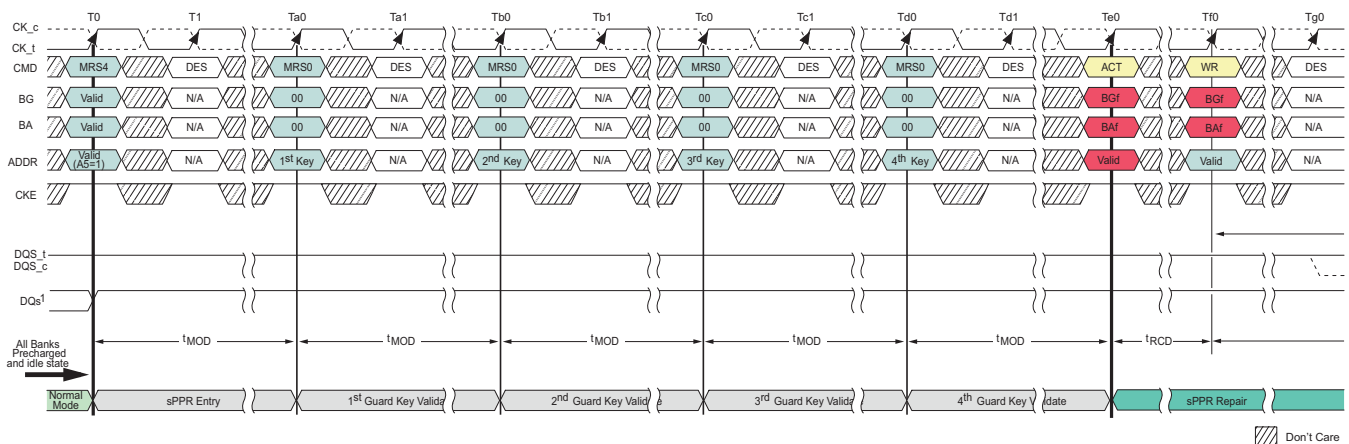 T0 T1 Ta0 Ta1 Tb0 Tb1 Tc0 Tc1 Td0 Td1 Te0 Tf0 Tg0
CK_c
CK_t
CMD MRS4 DES MRS0 DES MRS0 DES MRS0 DES MRS0 DES ACT WR DES
BG Valid N/A 00 N/A 00 N/A 00 N/A 00 N/A BGf BGf N/A
BA Valid N/A 00 N/A 00 N/A 00 N/A 00 N/A BAf BAf N/A
ADDR Valid (A5=1) N/A 1st Key N/A 2nd Key N/A 3rd Key N/A 4th Key N/A Valid Valid N/A
CKE
DQS_t
DQS_c
DQs1
All Banks
Precharged
and idle state
tMOD tMOD tMOD tMOD tMOD tRCD
Normal
Mode
sPPR Entry 1st Guard Key Valida 2nd Guard Key Valid e 3rd Guard Key Valida 4th Guard Key V lidate sPPR Repair
Don't Care